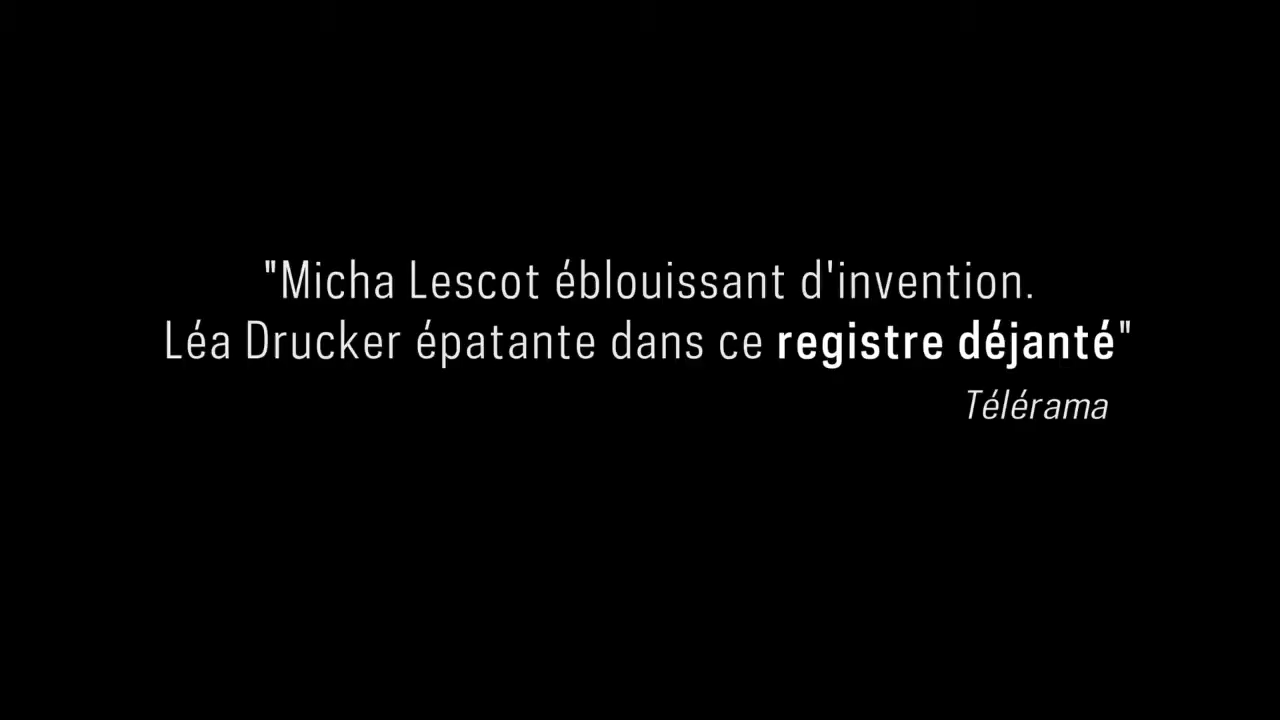 "Micha Lescot éblouissant d'invention.
Léa Drucker épatante dans ce registre déjanté"
Télérama